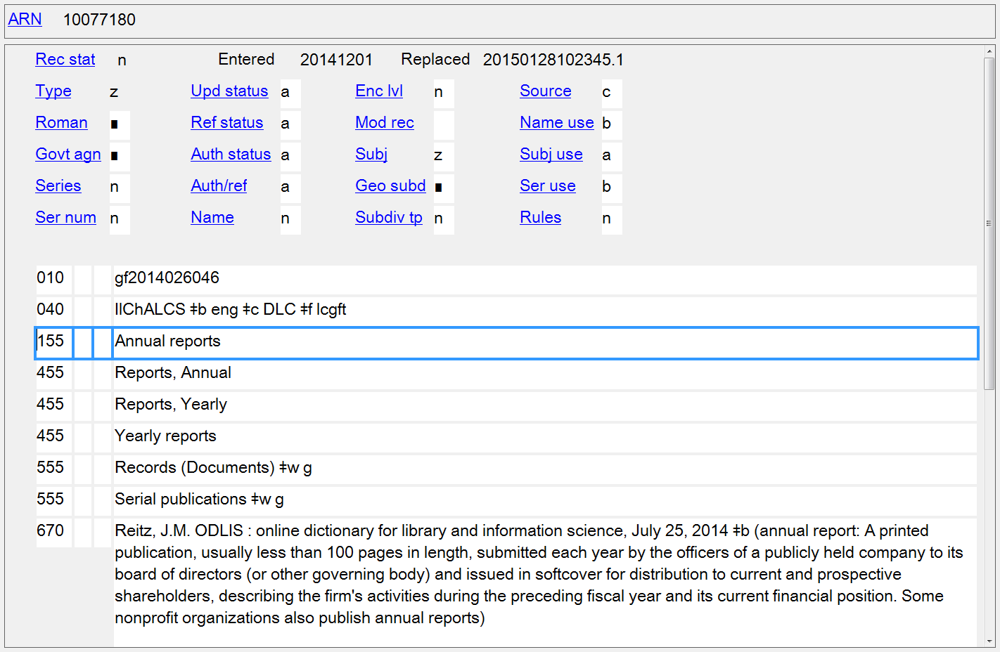 ARN 10077180
Rec stat n Entered 20141201 Replaced 20150128102345.1
Type z Upd status a Enc lvl n Source c
Roman ■ Ref status a Mod rec Name use b
Govt agn ■ Auth status a Subj z Subj use a
Series n Auth/ref a Geo subd ■ Ser use b
Ser num n Name n Subdiv tp n Rules n
010 gf2014026046
040 IlChALCS ǂb eng ǂc DLC ǂf lcgft
155 Annual reports
455 Reports, Annual
455 Reports, Yearly
455 Yearly reports
555 Records (Documents) ǂw g
555 Serial publications ǂw g
670 Reitz, J.M. ODLIS : online dictionary for library and information science, July 25, 2014 ǂb (annual report: A printed
publication, usually less than 100 pages in length, submitted each year by the officers of a publicly held company to its
board of directors (or other governing body) and issued in softcover for distribution to current and prospective
shareholders, describing the firm's activities during the preceding fiscal year and its current financial position. Some
nonprofit organizations also publish annual reports)